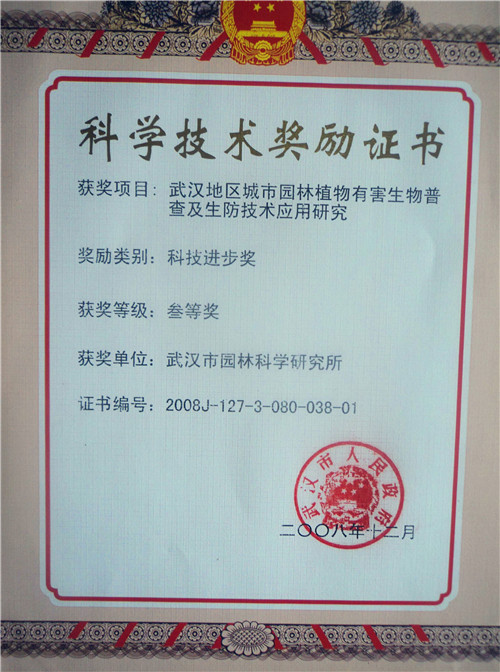 科学技术奖励证书
获奖项目: 武汉地区城市园林植物有害生物普
查及生防技术应用研究
奖励类别: 科技进步奖
获奖等级: 叁等奖
获奖单位: 武汉市园林科学研究所
证书编号: 2008J-127-3-080-038-01
武汉市人民政府
二〇〇八年十二月